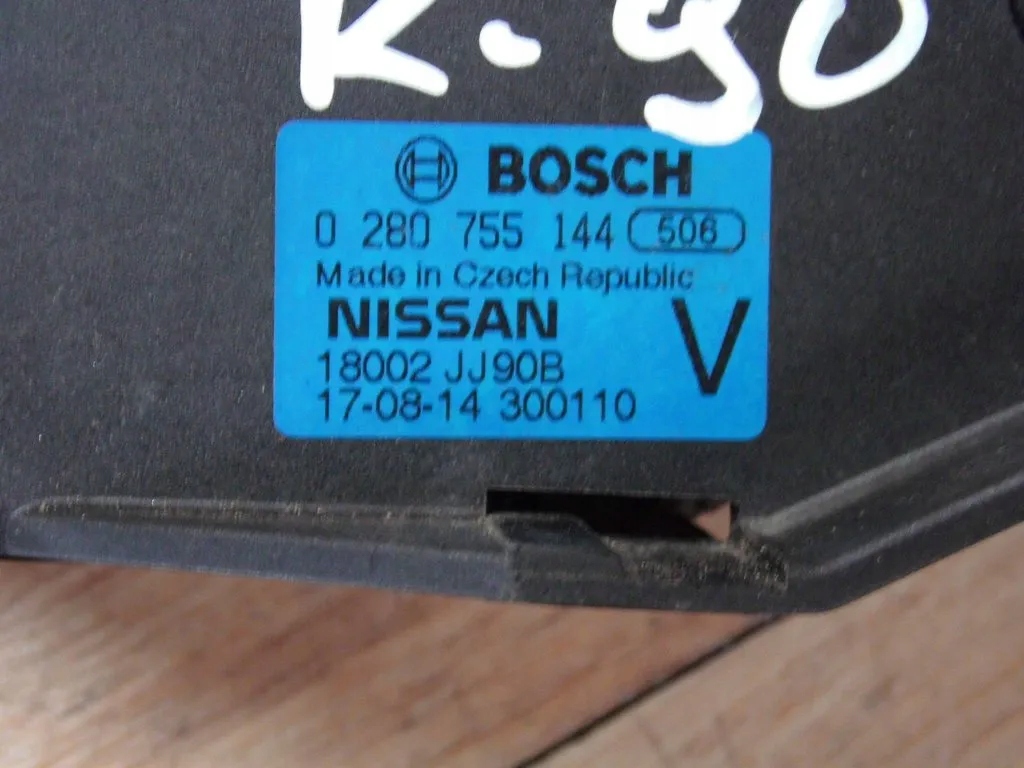 K-90
BOSCH
0 280 755 144 506
Made in Czech Republic
NISSAN
18002 JJ90B
V
17-08-14 300110